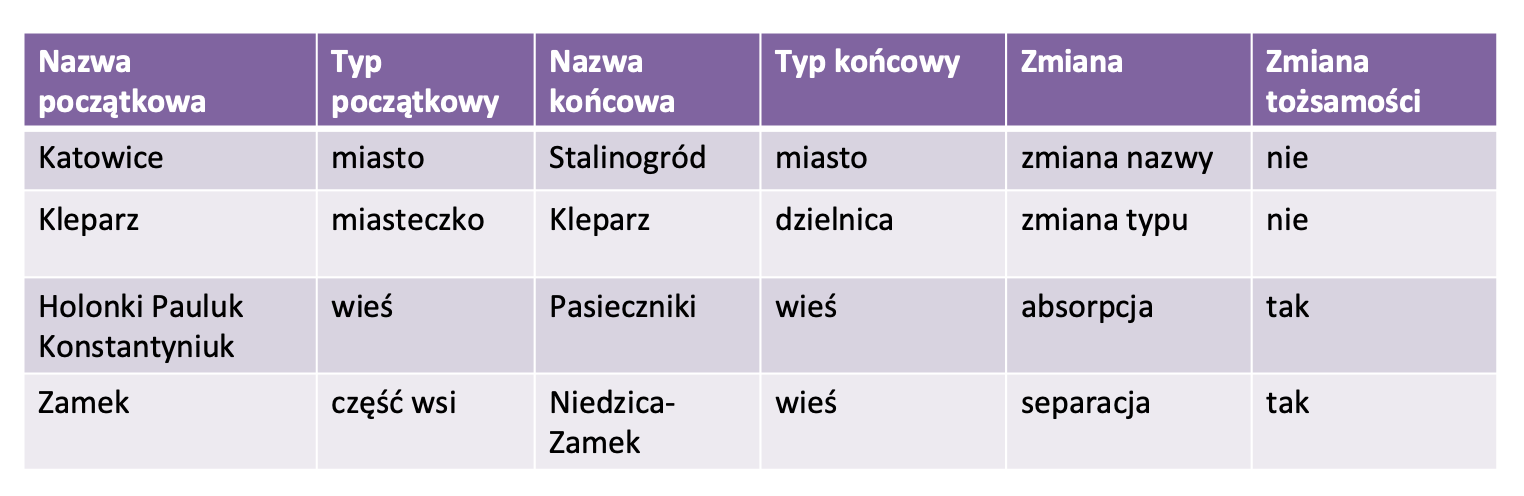 Nazwa początkowa | Typ początkowy | Nazwa końcowa | Typ końcowy | Zmiana | Zmiana tożsamości
Katowice | miasto | Stalinogród | miasto | zmiana nazwy | nie
Kleparz | miasteczko | Kleparz | dzielnica | zmiana typu | nie
Holonki Pauluk Konstantyniuk | wieś | Pasieczniki | wieś | absorpcja | tak
Zamek | część wsi | Niedzica-Zamek | wieś | separacja | tak